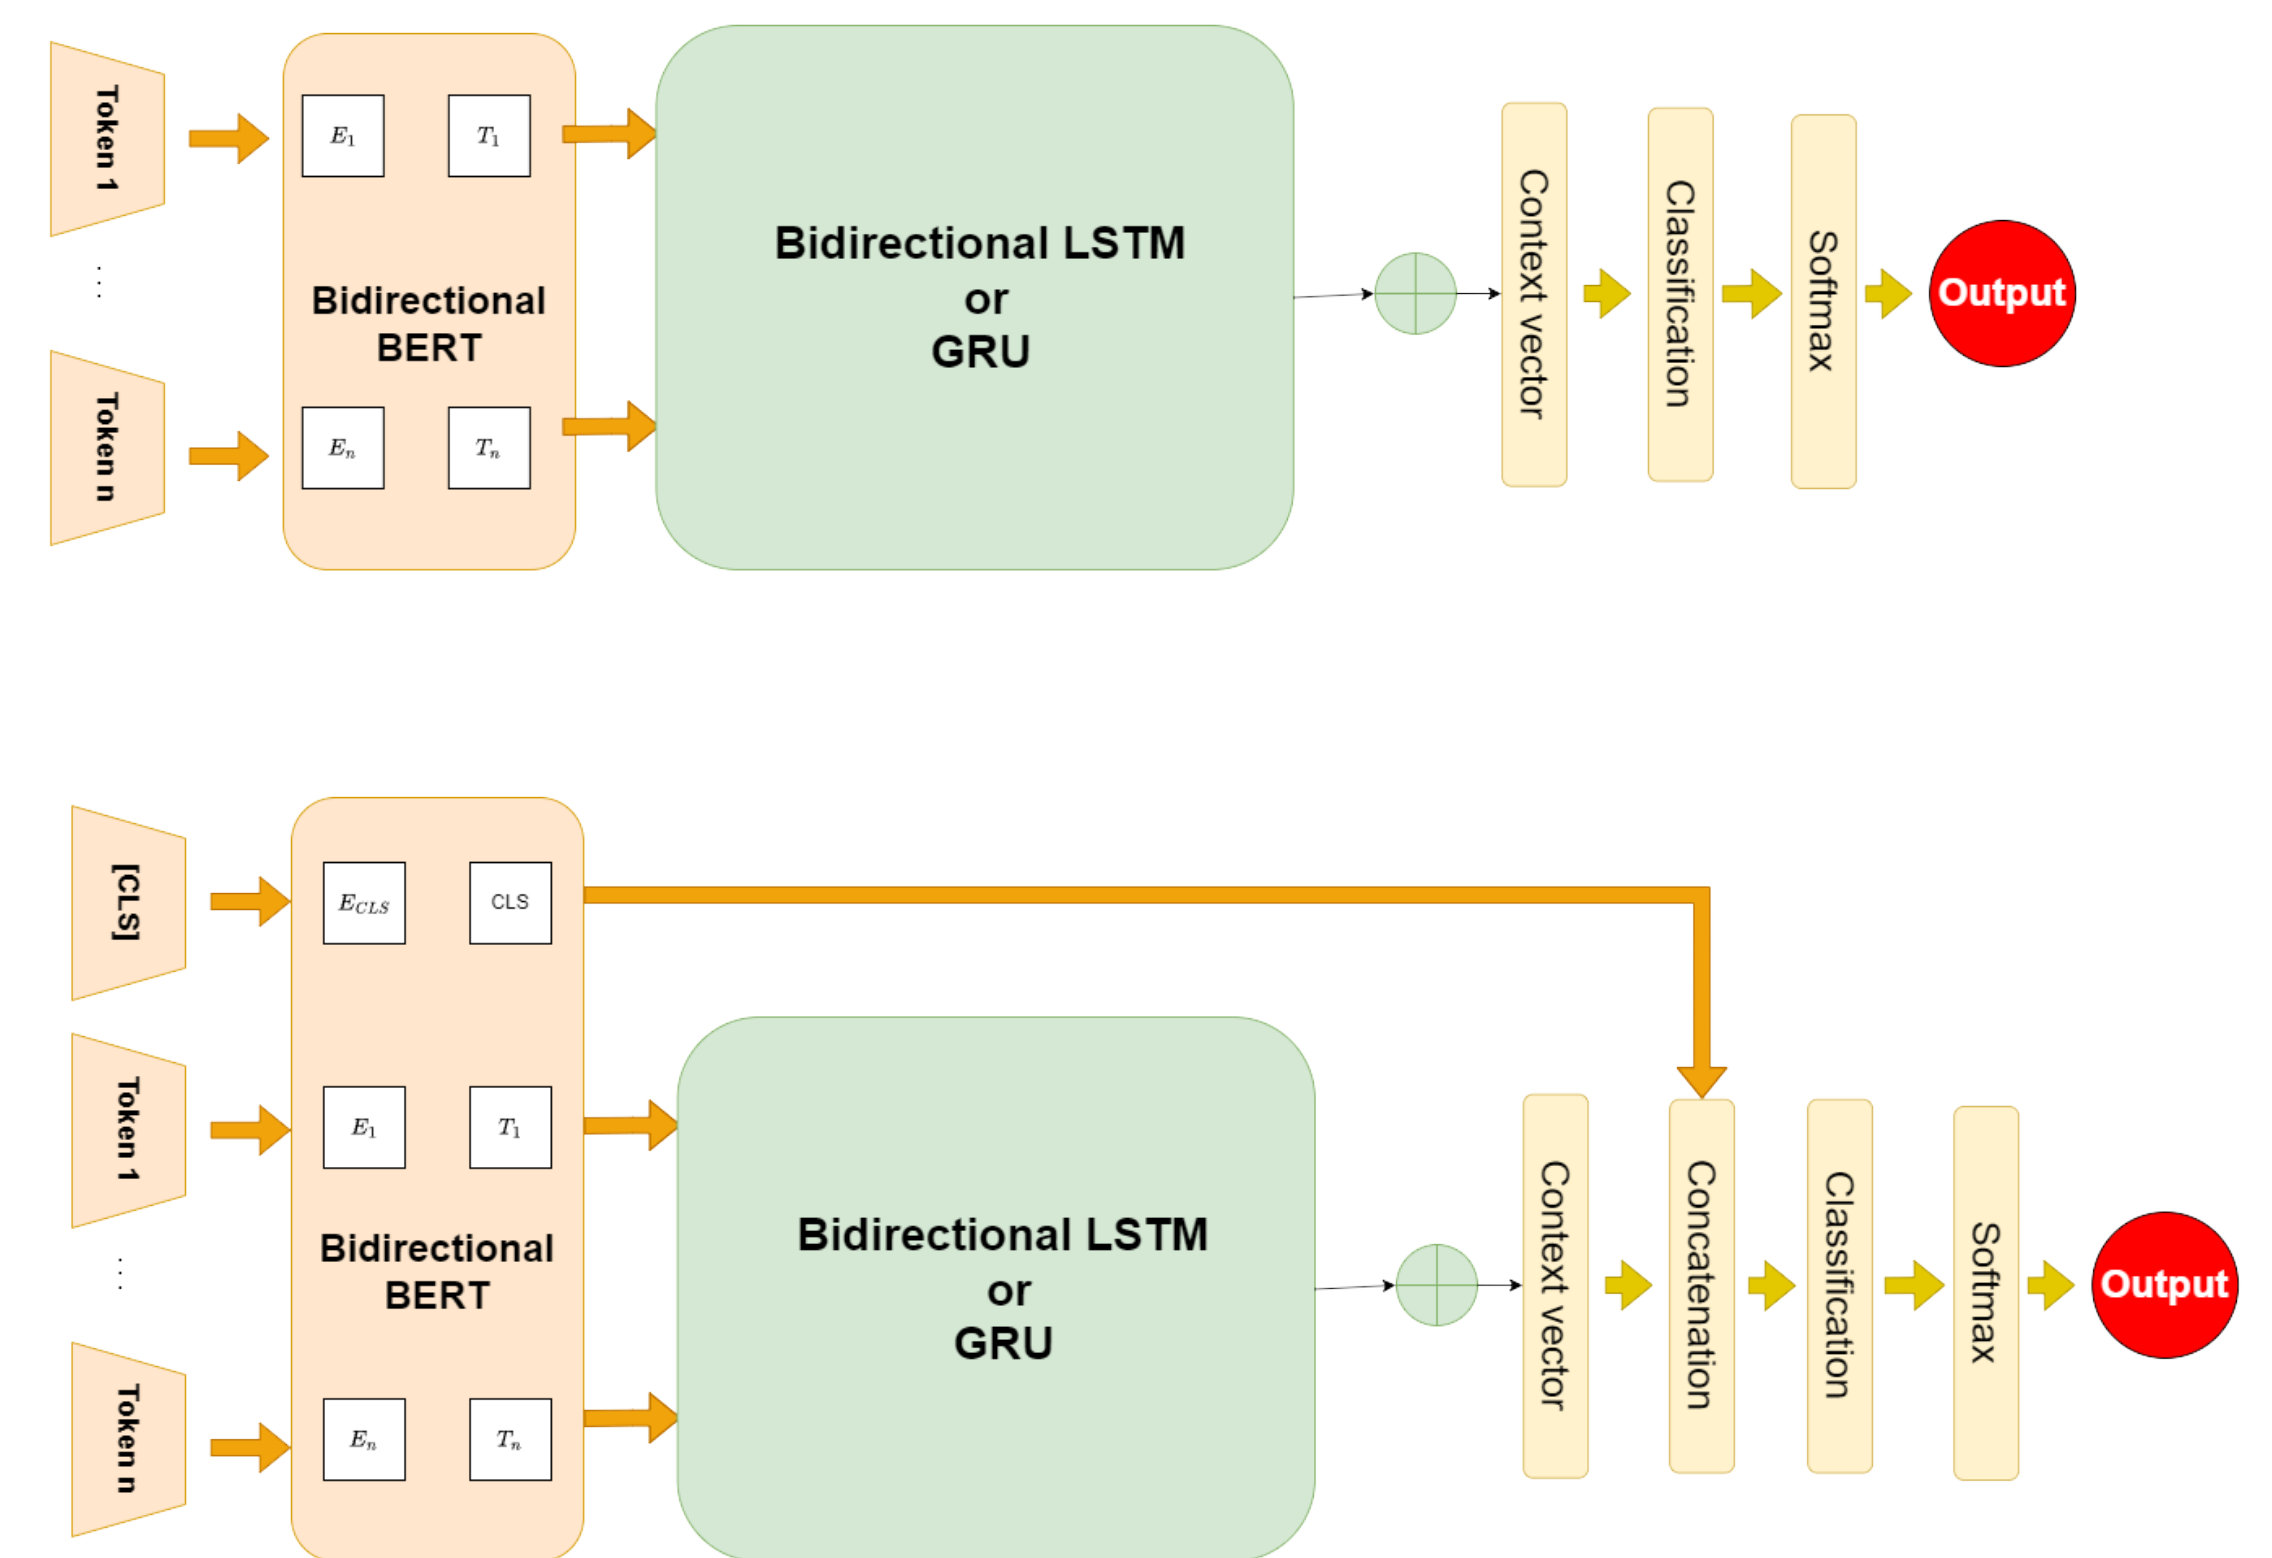 Token 1
E1
T1
. . .
Bidirectional
BERT
Token n
En
Tn
Bidirectional LSTM
or
GRU
Context vector
Classification
Softmax
Output
[CLS]
ECLS
CLS
Token 1
E1
T1
. . .
Bidirectional
BERT
Token n
En
Tn
Bidirectional LSTM
or
GRU
Context vector
Concatenation
Classification
Softmax
Output